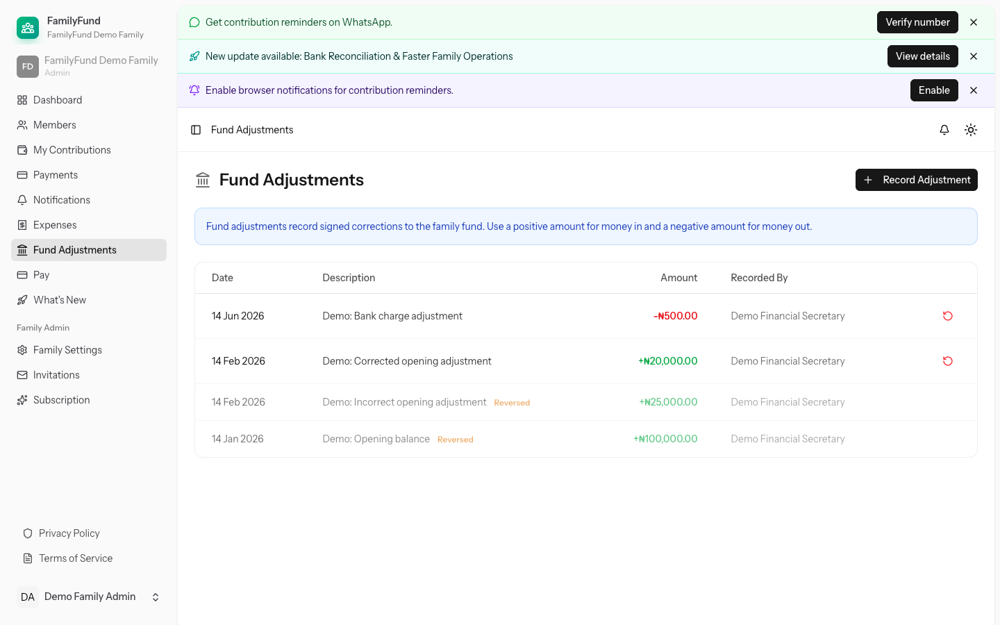 FamilyFund
FamilyFund Demo Family
FD
FamilyFund Demo Family
Admin
Dashboard
Members
My Contributions
Payments
Notifications
Expenses
Fund Adjustments
Pay
What's New
Family Admin
Family Settings
Invitations
Subscription
Privacy Policy
Terms of Service
DA
Demo Family Admin
Get contribution reminders on WhatsApp.
Verify number
New update available: Bank Reconciliation & Faster Family Operations
View details
Enable browser notifications for contribution reminders.
Enable
Fund Adjustments
Fund Adjustments
Record Adjustment
Fund adjustments record signed corrections to the family fund. Use a positive amount for money in and a negative amount for money out.
Date Description Amount Recorded By
14 Jun 2026 Demo: Bank charge adjustment -₦500.00 Demo Financial Secretary
14 Feb 2026 Demo: Corrected opening adjustment +₦20,000.00 Demo Financial Secretary
14 Feb 2026 Demo: Incorrect opening adjustment Reversed +₦25,000.00 Demo Financial Secretary
14 Jan 2026 Demo: Opening balance Reversed +₦100,000.00 Demo Financial Secretary